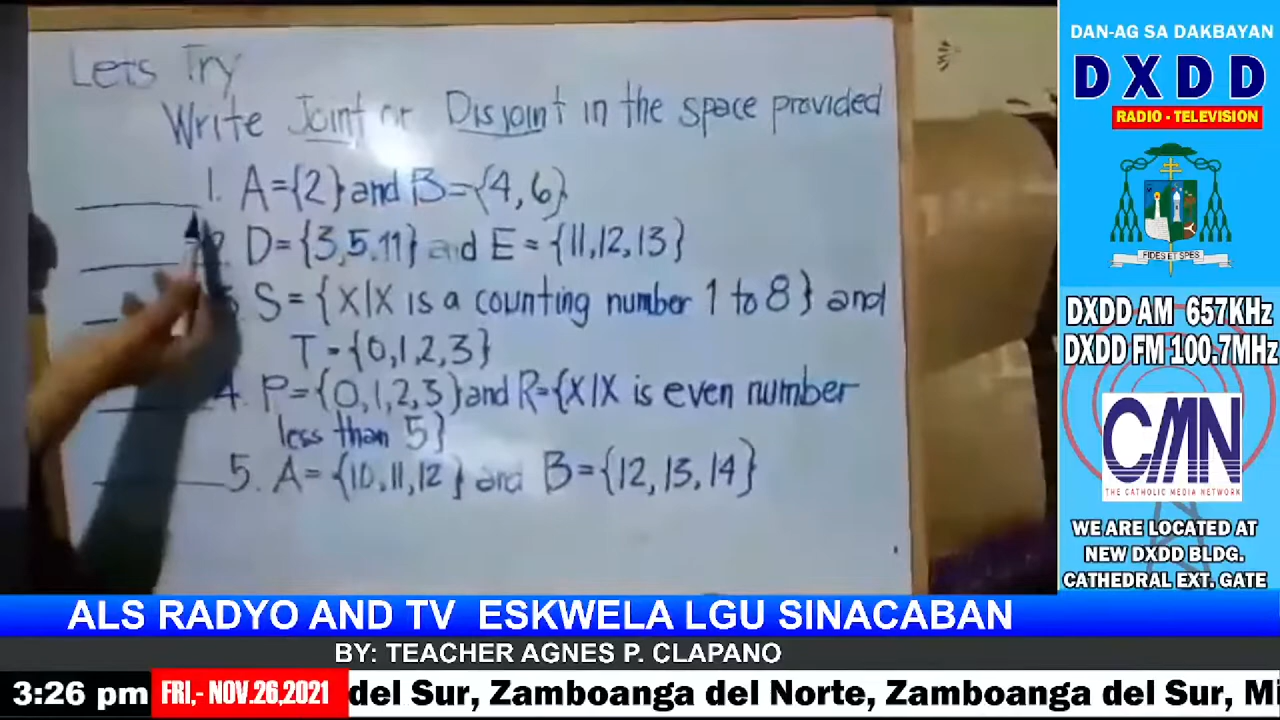 Lets Try
Write Joint or Disjoint in the space provided
1. A={2} and B={4,6}
2. D={3,5,11} and E={11,12,13}
S={X|X is a counting number 1 to 8} and
T={0,1,2,3}
4. P={0,1,2,3} and R={X|X is even number
less than 5}
5. A={10,11,12} and B={12,13,14}
DAN-AG SA DAKBAYAN
DXDD
RADIO - TELEVISION
FIDES ET SPES
DXDD AM 657KHz
DXDD FM 100.7MHz
CMN
THE CATHOLIC MEDIA NETWORK
WE ARE LOCATED AT
NEW DXDD BLDG.
CATHEDRAL EXT. GATE
ALS RADYO AND TV ESKWELA LGU SINACABAN
BY: TEACHER AGNES P. CLAPANO
3:26 pm FRI,- NOV.26,2021 del Sur, Zamboanga del Norte, Zamboanga del Sur, Mi